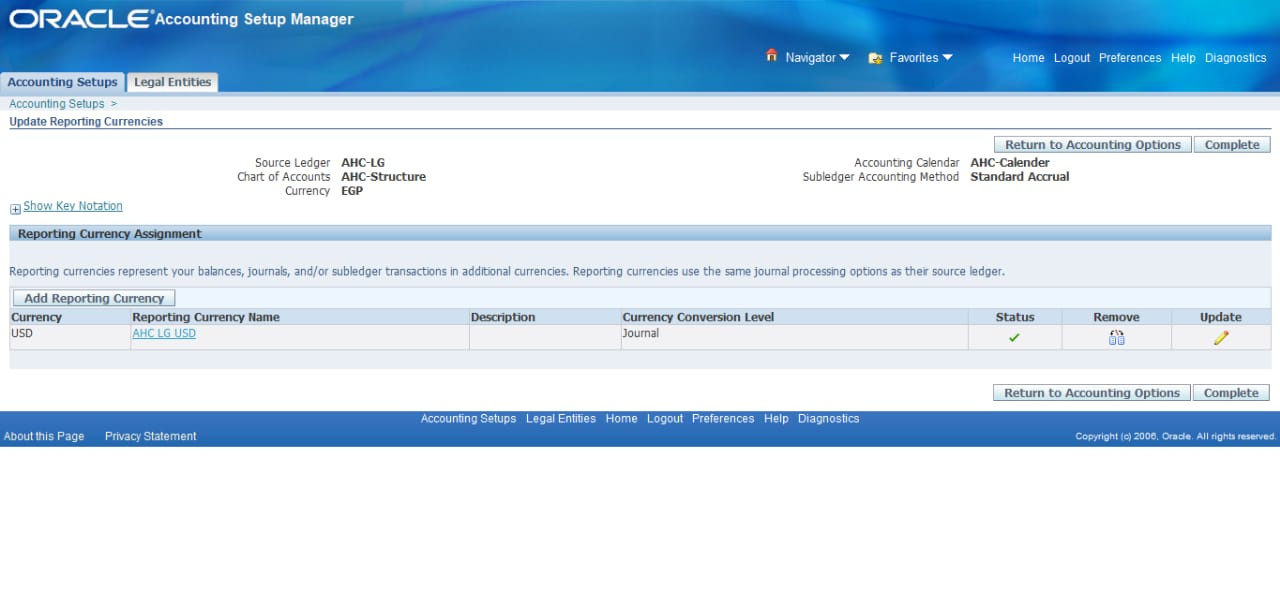 ORACLE® Accounting Setup Manager
Navigator Favorites Home Logout Preferences Help Diagnostics
Accounting Setups Legal Entities
Accounting Setups >
Update Reporting Currencies
Return to Accounting Options Complete
Source Ledger AHC-LG Accounting Calendar AHC-Calender
Chart of Accounts AHC-Structure Subledger Accounting Method Standard Accrual
Currency EGP
Show Key Notation
Reporting Currency Assignment
Reporting currencies represent your balances, journals, and/or subledger transactions in additional currencies. Reporting currencies use the same journal processing options as their source ledger.
Add Reporting Currency
Currency Reporting Currency Name Description Currency Conversion Level Status Remove Update
USD AHC LG USD Journal
Return to Accounting Options Complete
Accounting Setups Legal Entities Home Logout Preferences Help Diagnostics
About this Page Privacy Statement Copyright (c) 2006, Oracle. All rights reserved.